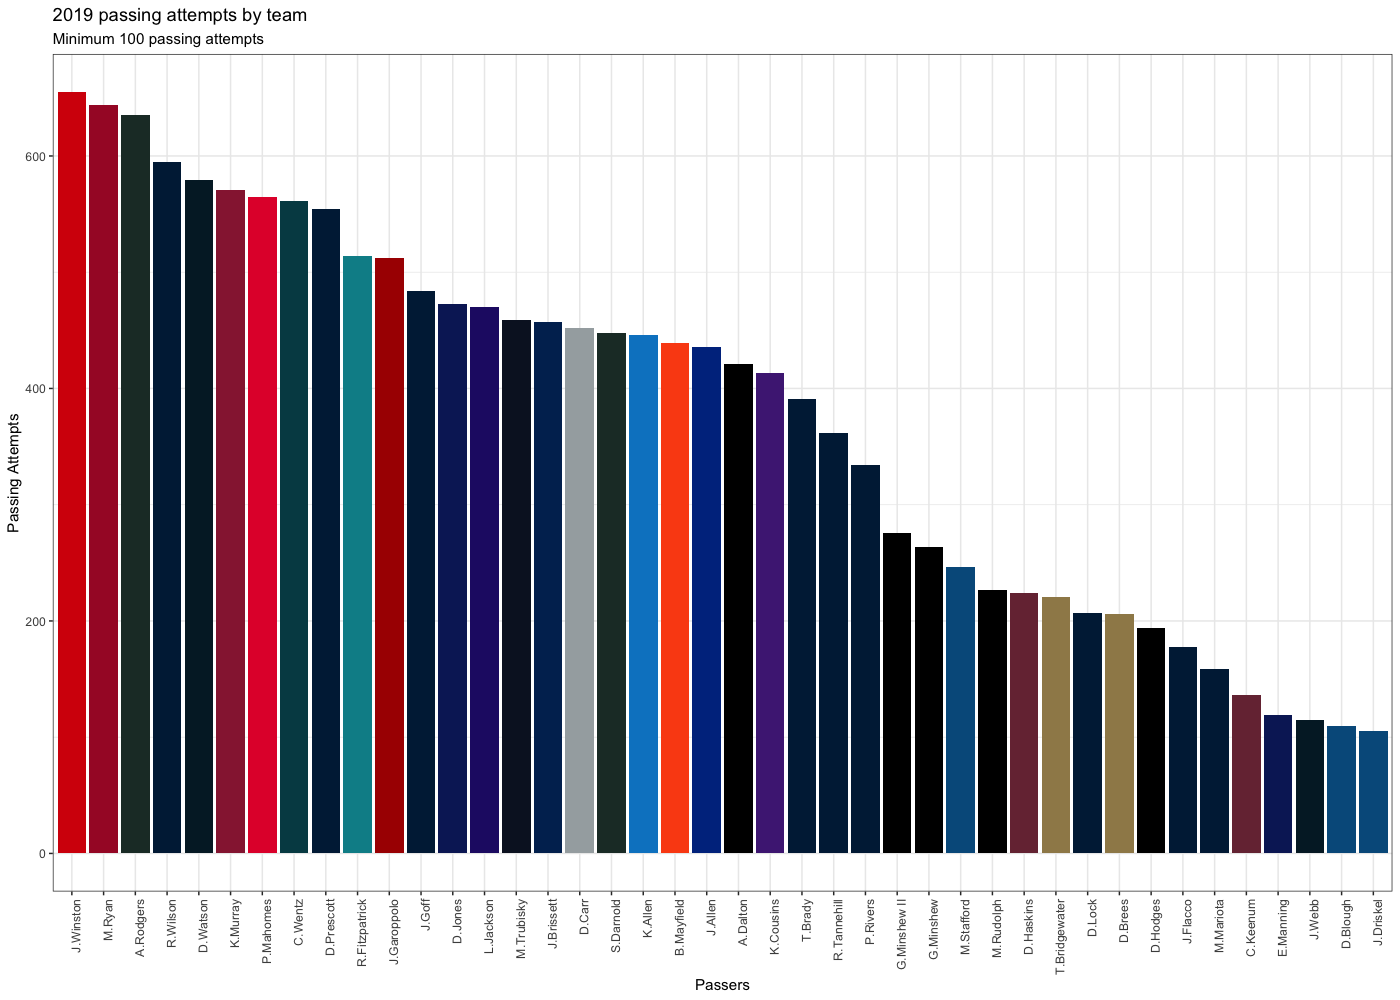 2019 passing attempts by team
Minimum 100 passing attempts
Passing Attempts
600
400
200
0
J.Winston
M.Ryan
A.Rodgers
R.Wilson
D.Watson
K.Murray
P.Mahomes
C.Wentz
D.Prescott
R.Fitzpatrick
J.Garoppolo
J.Goff
D.Jones
L.Jackson
M.Trubisky
J.Brissett
D.Carr
S.Darnold
K.Allen
B.Mayfield
J.Allen
A.Dalton
K.Cousins
T.Brady
R.Tannehill
P.Rivers
G.Minshew II
G.Minshew
M.Stafford
M.Rudolph
D.Haskins
T.Bridgewater
D.Lock
D.Brees
D.Hodges
J.Flacco
M.Mariota
C.Keenum
E.Manning
J.Webb
D.Blough
J.Driskel
Passers